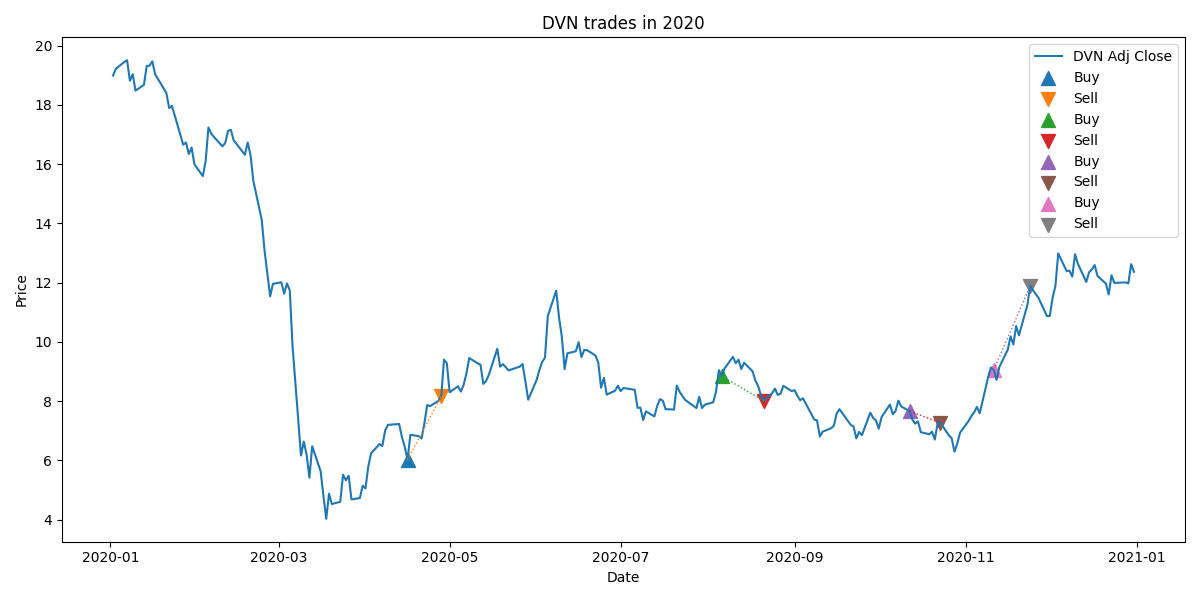 DVN trades in 2020
20
18
16
14
12
10
8
6
4
Price
DVN Adj Close
Buy
Sell
Buy
Sell
Buy
Sell
Buy
Sell
2020-01 2020-03 2020-05 2020-07 2020-09 2020-11 2021-01
Date